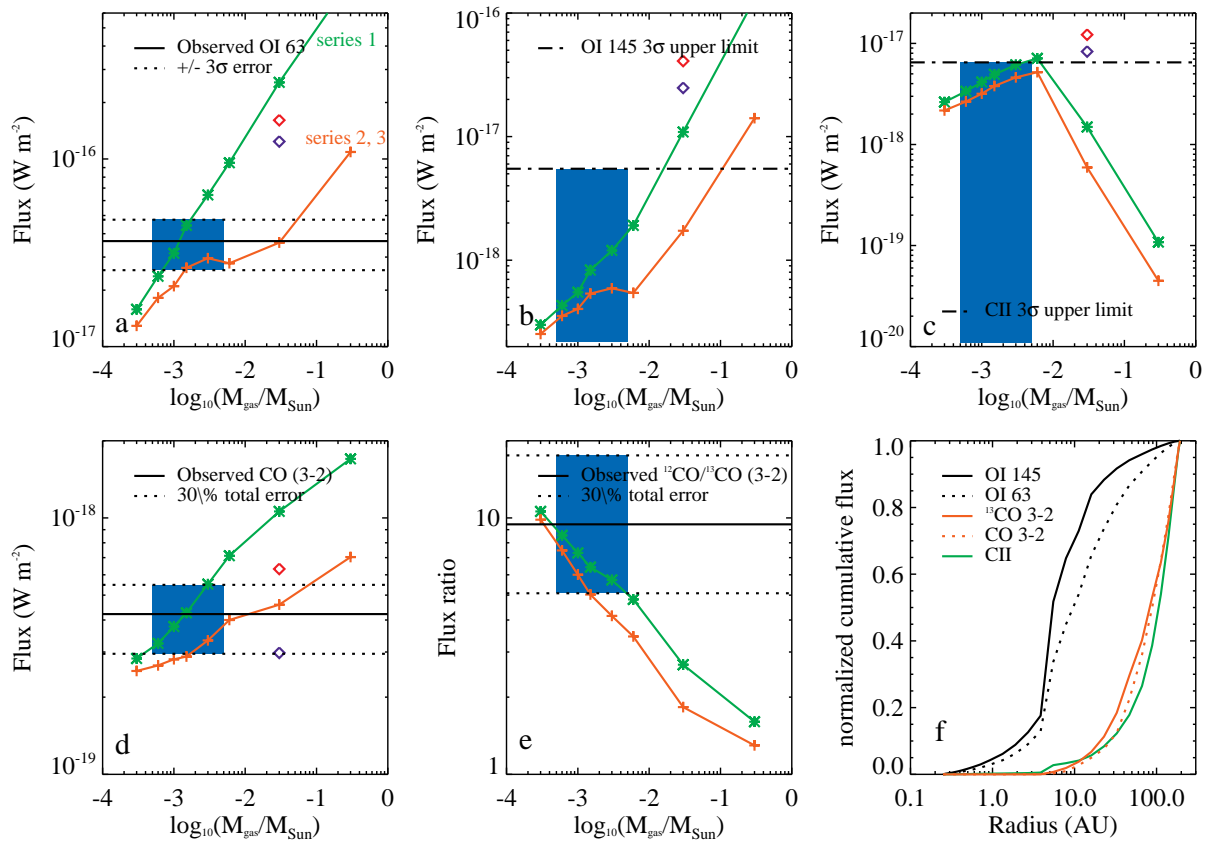 Observed OI 63
+/- 3σ error
series 1
series 2, 3
a
Flux (W m⁻²)
10⁻¹⁶
10⁻¹⁷
-4 -3 -2 -1 0
log₁₀(M_gas/M_Sun)
OI 145 3σ upper limit
b
Flux (W m⁻²)
10⁻¹⁶
10⁻¹⁷
10⁻¹⁸
-4 -3 -2 -1 0
log₁₀(M_gas/M_Sun)
CII 3σ upper limit
c
Flux (W m⁻²)
10⁻¹⁷
10⁻¹⁸
10⁻¹⁹
10⁻²⁰
-4 -3 -2 -1 0
log₁₀(M_gas/M_Sun)
Observed CO (3-2)
30\% total error
d
Flux (W m⁻²)
10⁻¹⁸
10⁻¹⁹
-4 -3 -2 -1 0
log₁₀(M_gas/M_Sun)
Observed ¹²CO/¹³CO (3-2)
30\% total error
e
Flux ratio
10
1
-4 -3 -2 -1 0
log₁₀(M_gas/M_Sun)
OI 145
OI 63
¹³CO 3-2
CO 3-2
CII
f
normalized cumulative flux
1.0
0.8
0.6
0.4
0.2
0.0
0.1 1.0 10.0 100.0
Radius (AU)